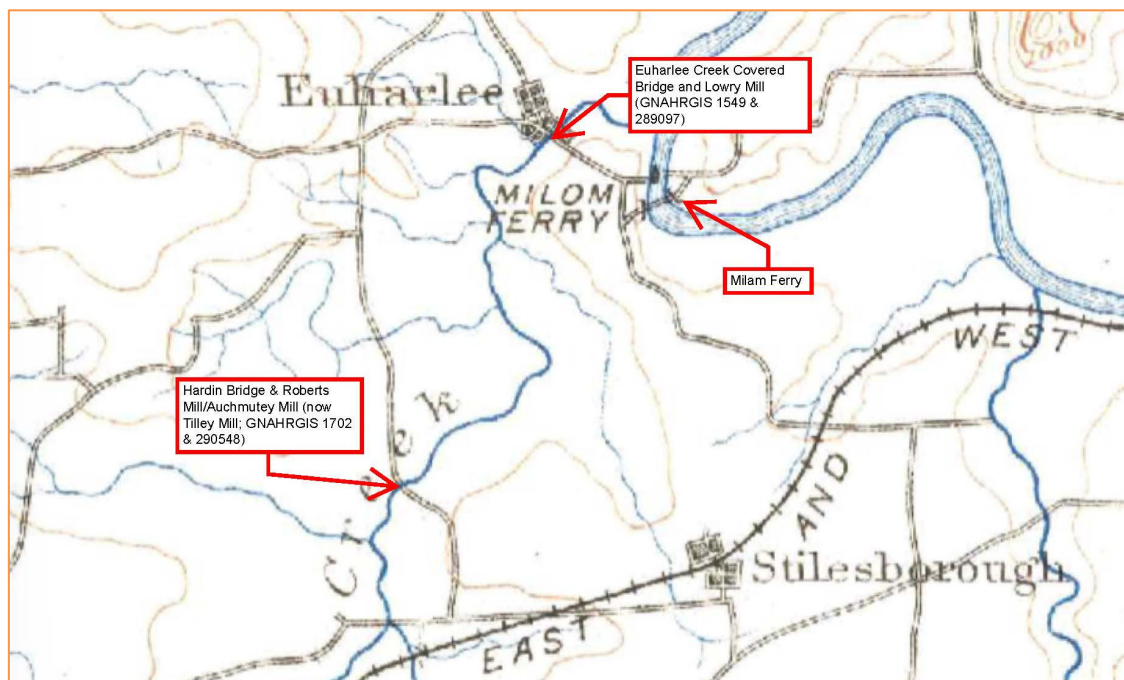 Euharlee Creek Covered
Bridge and Lowry Mill
(GNAHRGIS 1549 &
289097)
Euharlee
MILOM
FERRY
Milam Ferry
WEST
Hardin Bridge & Roberts
Mill/Auchmutey Mill (now
Tilley Mill; GNAHRGIS 1702
& 290548)
Creek
AND
Stilesborough
EAST